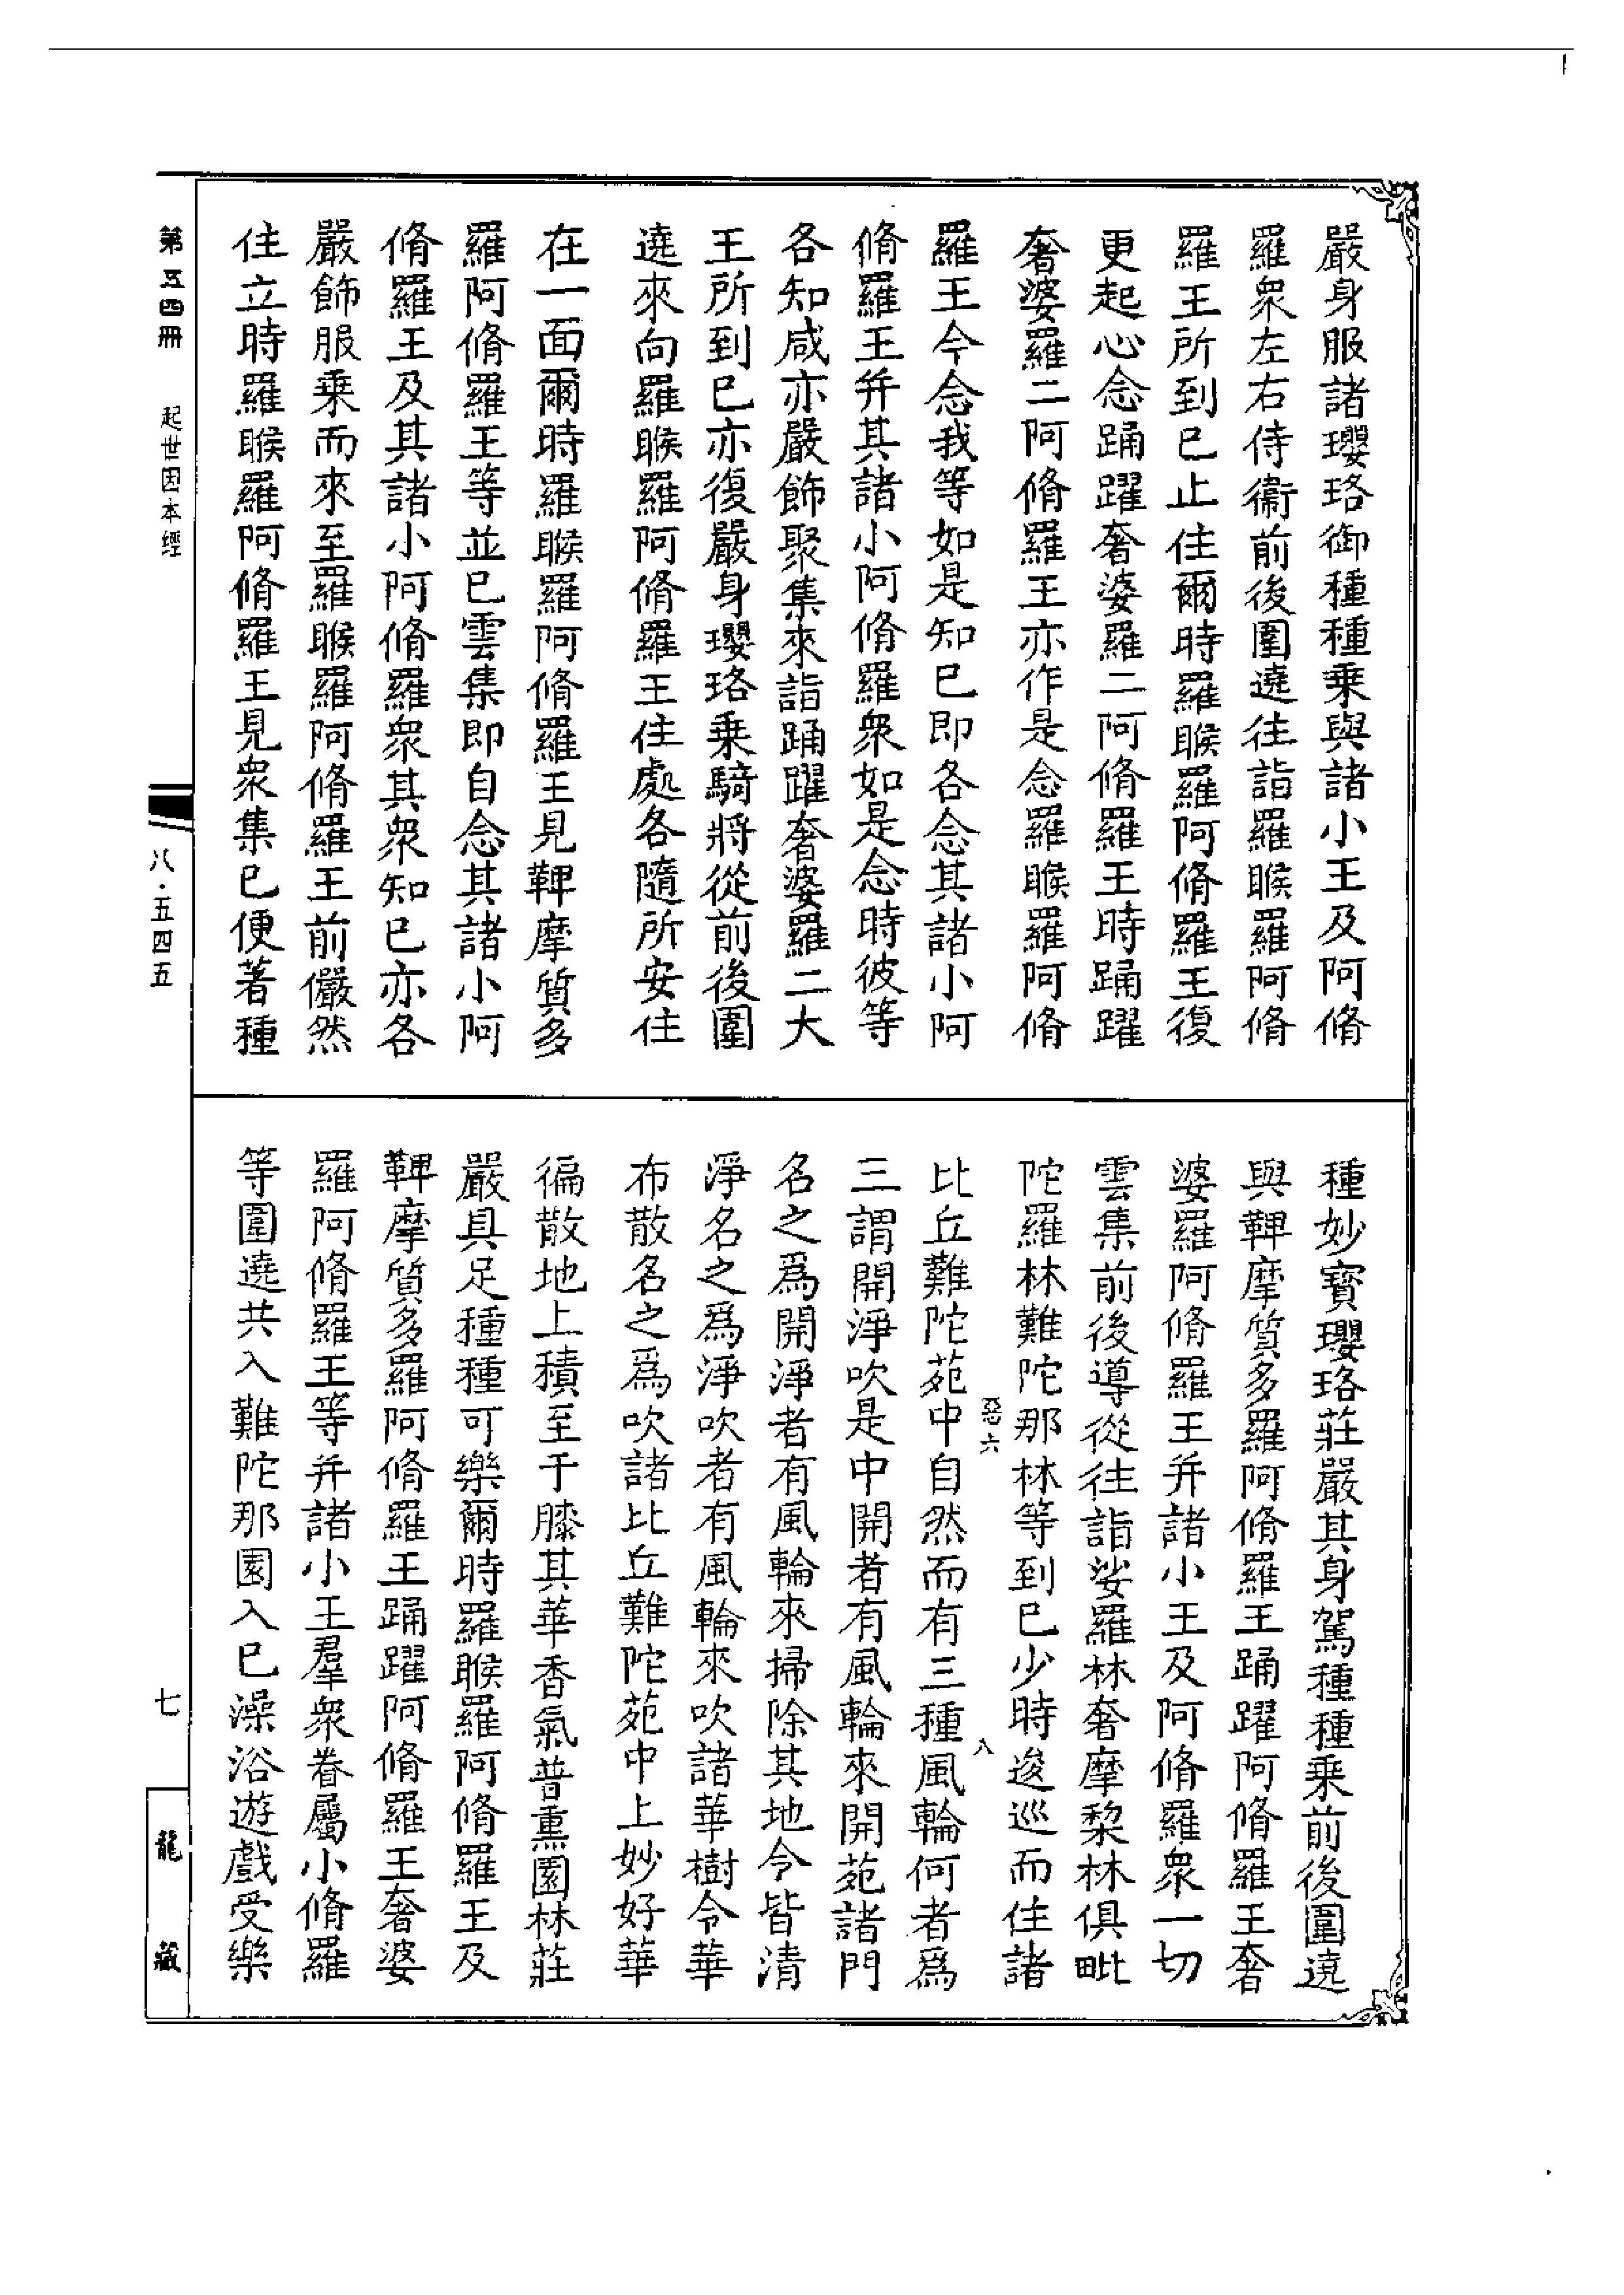 嚴身服諸瓔珞御種種乗與諸小王及阿脩
羅衆左右侍衞前後圍遶往詣羅睺羅阿脩
羅王所到已止住爾時羅睺羅阿脩羅王復
更起心念踊躍奢婆羅二阿脩羅王時踊躍
奢婆羅二阿脩羅王亦作是念羅睺羅阿脩
羅王今念我等如是知已即各念其諸小阿
脩羅王并其諸小阿脩羅衆如是念時彼等
各知咸亦嚴飾聚集來詣踊躍奢婆羅二大
王所到已亦復嚴身瓔珞乗騎將從前後圍
遶來向羅睺羅阿脩羅王住處各隨所安住
在一面爾時羅睺羅阿脩羅王見鞞摩質多
羅阿脩羅王等並已雲集即自念其諸小阿
脩羅王及其諸小阿脩羅衆其衆知已亦各
嚴飾服乗而來至羅睺羅阿脩羅王前儼然
住立時羅睺羅阿脩羅王見衆集已便著種
種妙寳瓔珞莊嚴其身駕種種乗前後圍遶
與鞞摩質多羅阿脩羅王踊躍阿脩羅王奢
婆羅阿脩羅王并諸小王及阿脩羅衆一切
雲集前後導從往詣娑羅林奢摩黎林俱毗
陀羅林難陀那林等到已少時逡巡而住諸
惡六
八
比丘難陀苑中自然而有三種風輪何者爲
三謂開淨吹是中開者有風輪來開苑諸門
名之爲開淨者有風輪來掃除其地令皆清
淨名之爲淨吹者有風輪來吹諸華樹令華
布散名之爲吹諸比丘難陀苑中上妙好華
徧散地上積至于膝其華香氣普熏園林莊
嚴具足種種可樂爾時羅睺羅阿脩羅王及
鞞摩質多羅阿脩羅王踊躍阿脩羅王奢婆
羅阿脩羅王等并諸小王羣衆眷屬小脩羅
等圍遶共入難陀那園入已澡浴遊戲受樂
第五四冊
起世因本經
八·五四五
七
龍藏